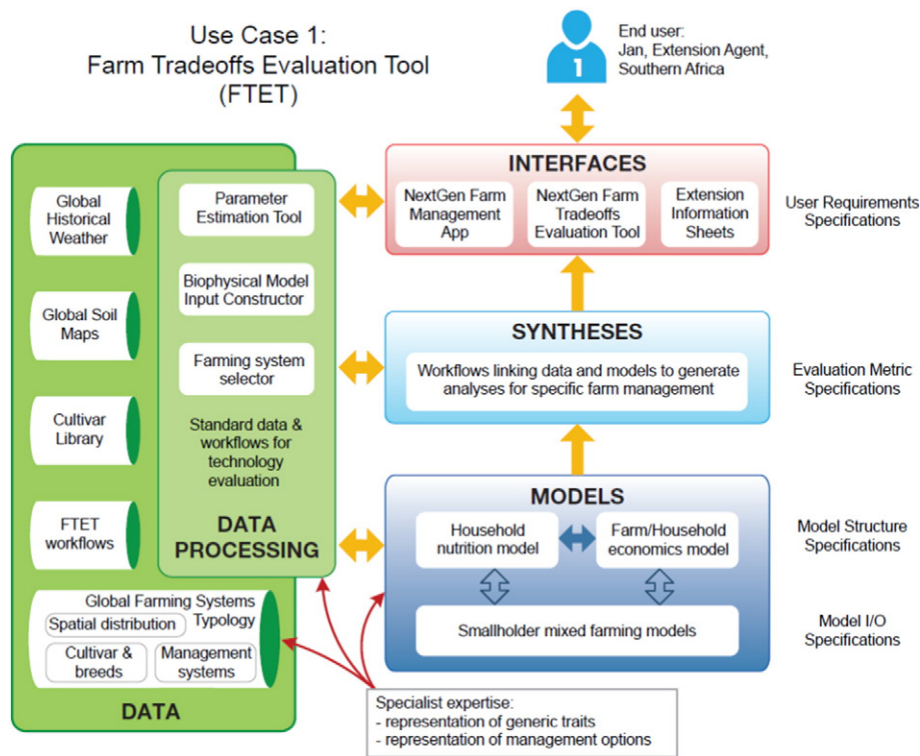 Use Case 1:
Farm Tradeoffs Evaluation Tool
(FTET)
1
End user:
Jan, Extension Agent,
Southern Africa
Global
Historical
Weather
Global Soil
Maps
Cultivar
Library
FTET
workflows
Global Farming Systems
Typology
Spatial distribution
Cultivar &
breeds
Management
systems
DATA
Parameter
Estimation Tool
Biophysical Model
Input Constructor
Farming system
selector
Standard data &
workflows for
technology
evaluation
DATA
PROCESSING
INTERFACES
NextGen Farm
Management
App
NextGen Farm
Tradeoffs
Evaluation Tool
Extension
Information
Sheets
User Requirements
Specifications
SYNTHESES
Workflows linking data and models to generate
analyses for specific farm management
Evaluation Metric
Specifications
MODELS
Household
nutrition model
Farm/Household
economics model
Smallholder mixed farming models
Model Structure
Specifications
Model I/O
Specifications
Specialist expertise:
- representation of generic traits
- representation of management options